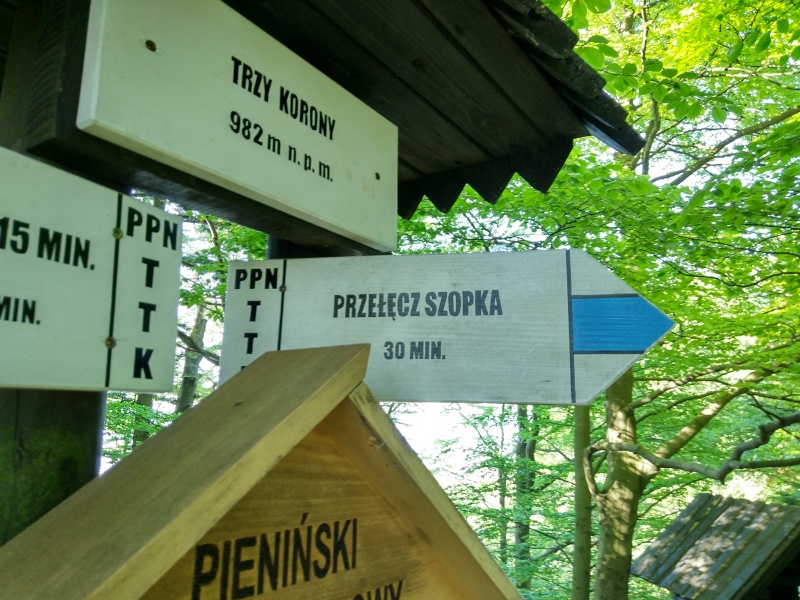 TRZY KORONY
982 m n.p.m.
15 MIN.
MIN.
PPN
T
T
K
PPN
T
T
PRZEŁĘCZ SZOPKA
30 MIN.
PIENIŃSKI